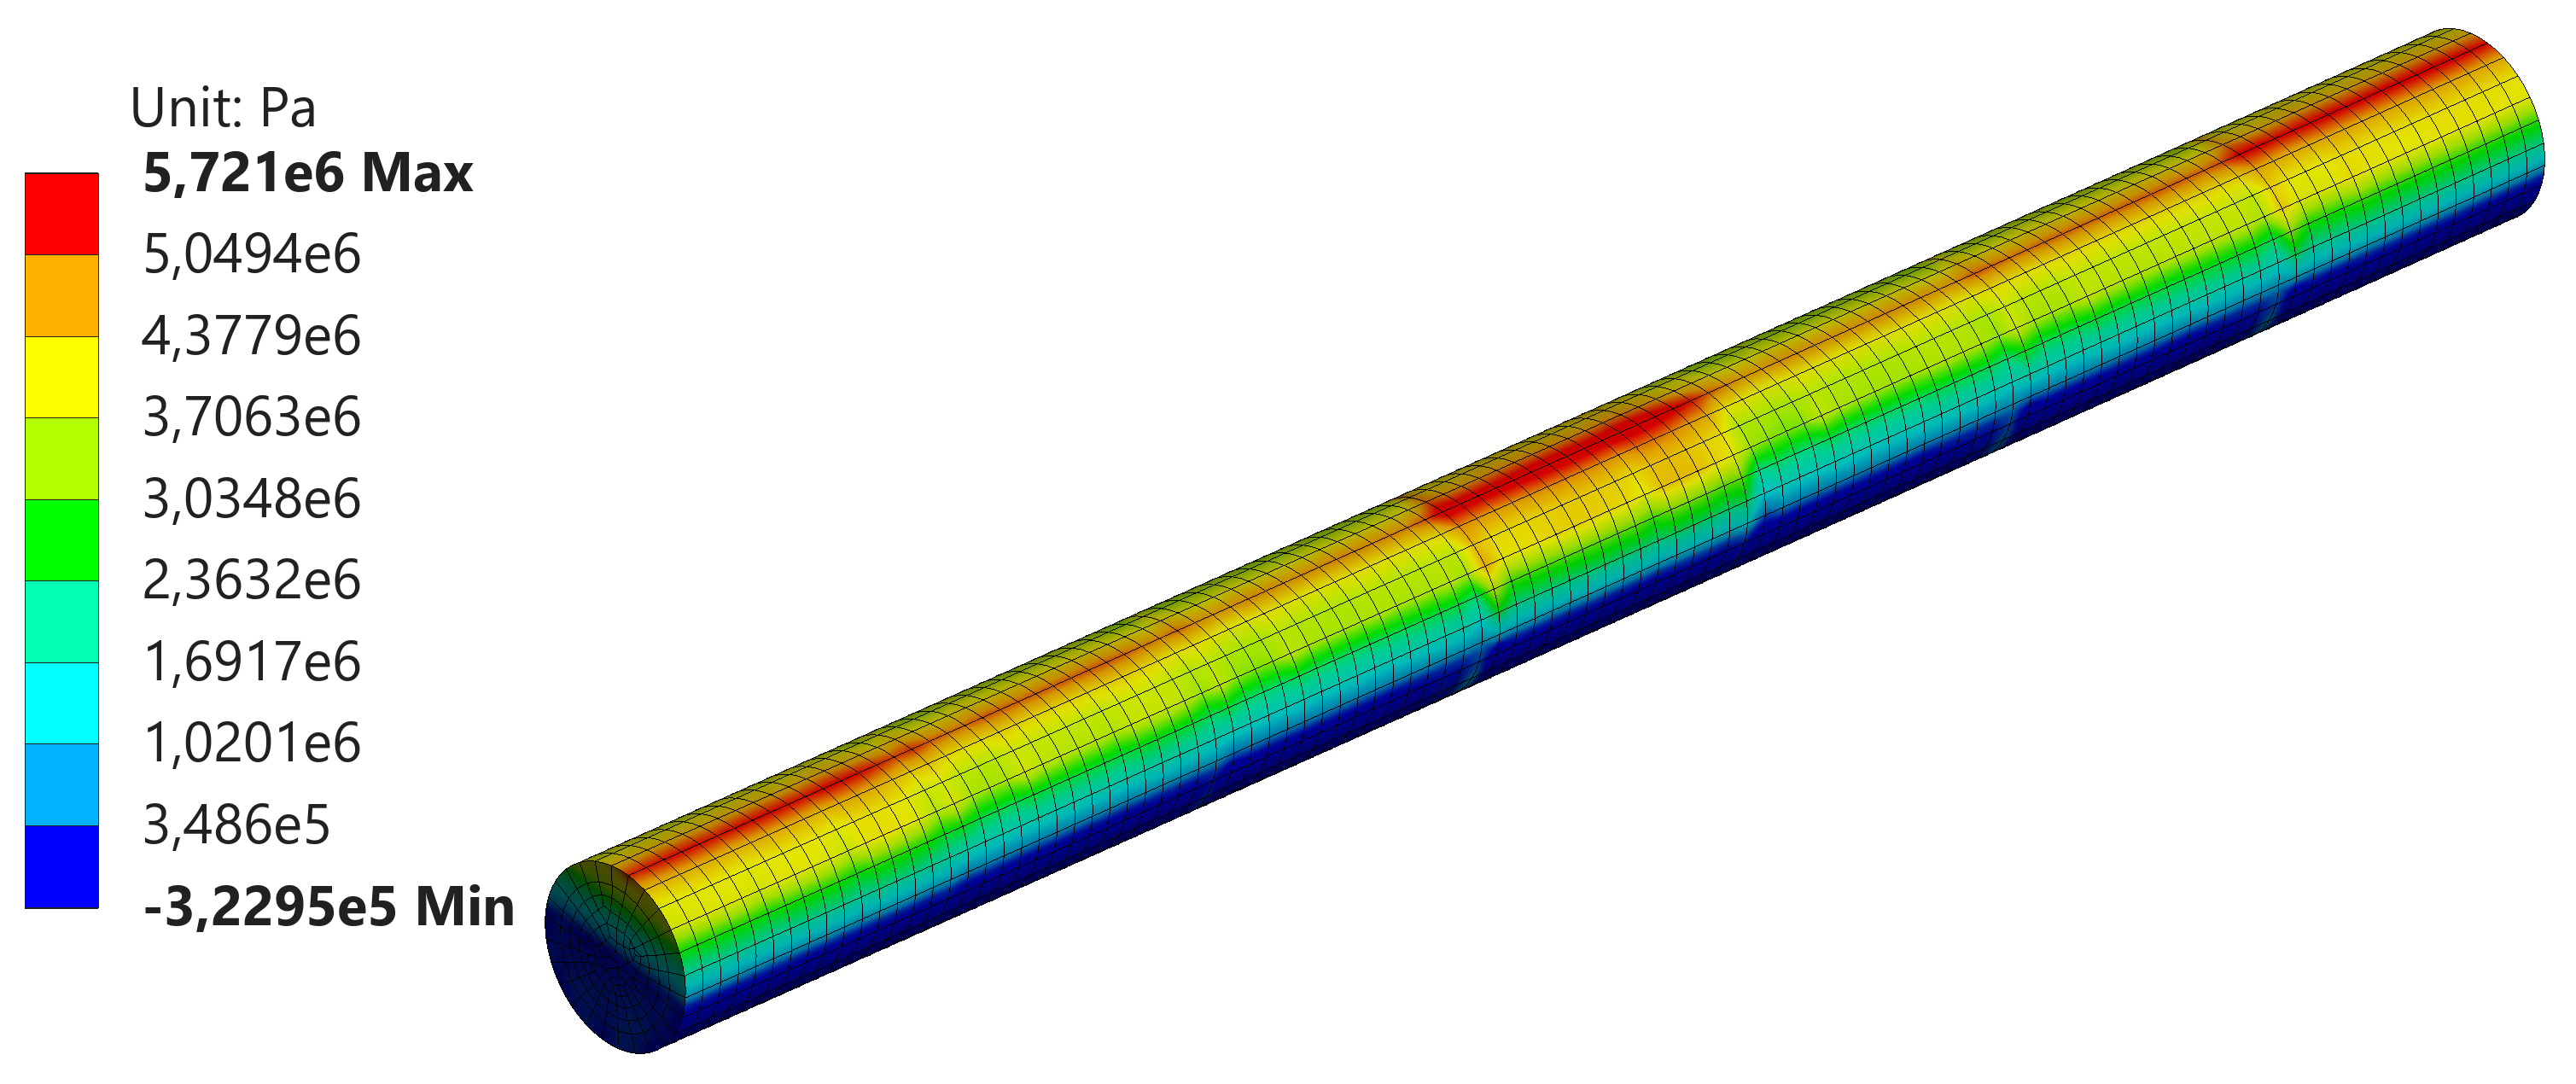 Unit: Pa
5,721e6 Max
5,0494e6
4,3779e6
3,7063e6
3,0348e6
2,3632e6
1,6917e6
1,0201e6
3,486e5
-3,2295e5 Min